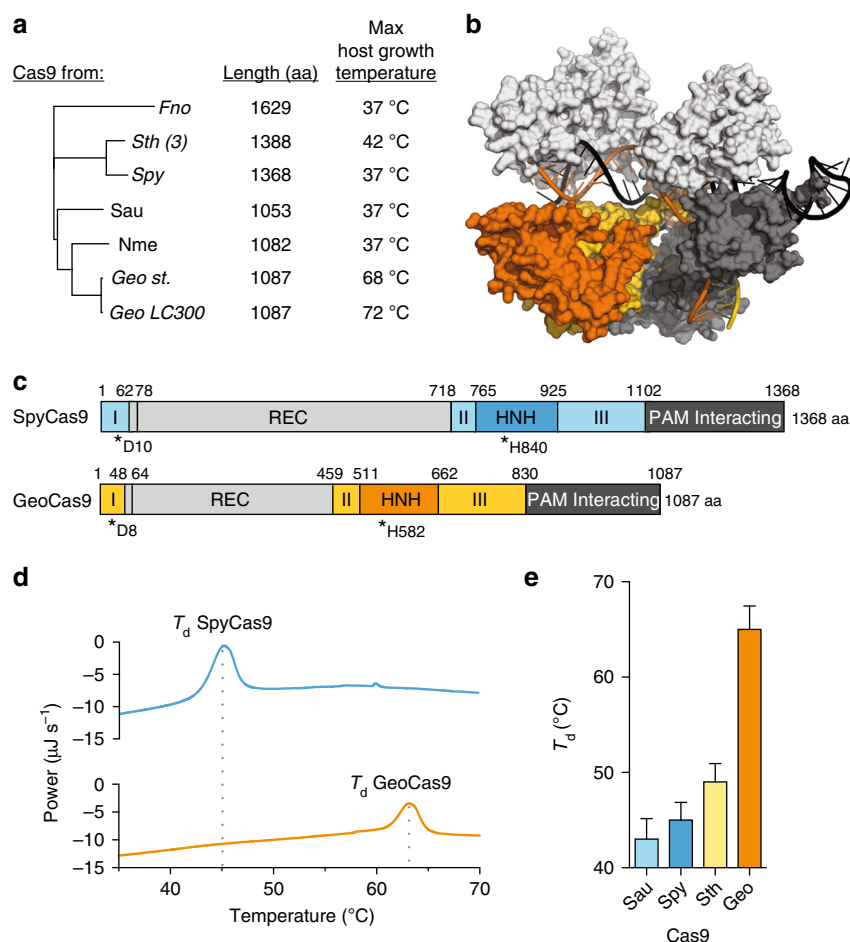 a
Max
host growth
Cas9 from: Length (aa) temperature
Fno 1629 37 °C
Sth (3) 1388 42 °C
Spy 1368 37 °C
Sau 1053 37 °C
Nme 1082 37 °C
Geo st. 1087 68 °C
Geo LC300 1087 72 °C
b
c
1 62 78 718 765 925 1102 1368
SpyCas9 I REC II HNH III PAM Interacting 1368 aa
*D10 *H840
1 48 64 459 511 662 830 1087
GeoCas9 I REC II HNH III PAM Interacting 1087 aa
*D8 *H582
d
Td SpyCas9
0
−5
−10
−15
Power (μJ s⁻¹)
Td GeoCas9
0
−5
−10
−15
40 50 60 70
Temperature (°C)
e
70
60
50
40
Td (°C)
Sau Spy Sth Geo
Cas9